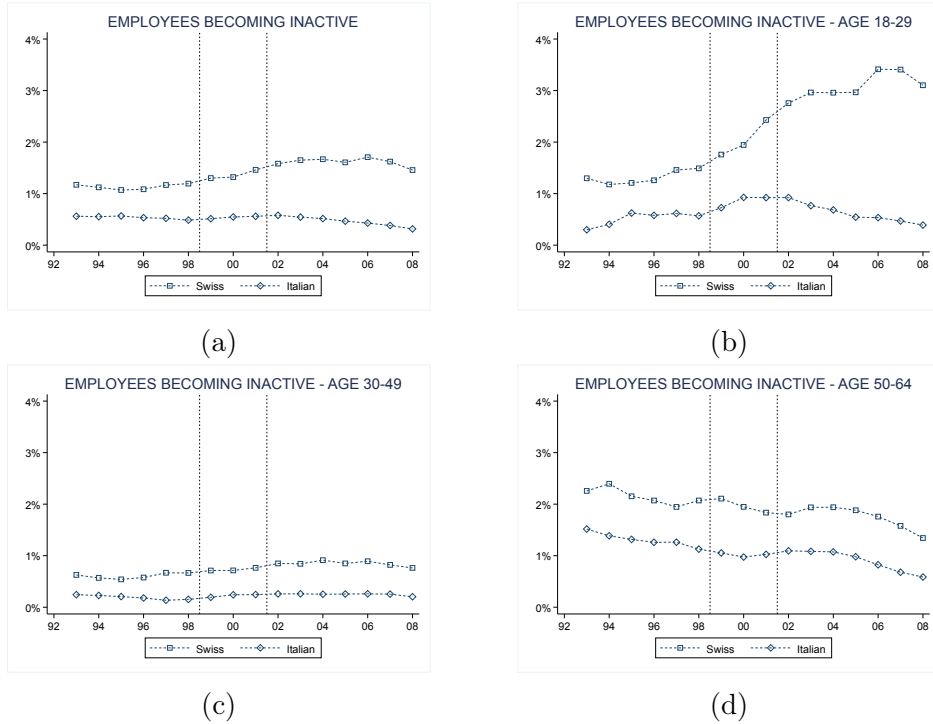 EMPLOYEES BECOMING INACTIVE
4%
3%
2%
1%
0%
92 94 96 98 00 02 04 06 08
Swiss Italian
(a)
EMPLOYEES BECOMING INACTIVE - AGE 18-29
4%
3%
2%
1%
0%
92 94 96 98 00 02 04 06 08
Swiss Italian
(b)
EMPLOYEES BECOMING INACTIVE - AGE 30-49
4%
3%
2%
1%
0%
92 94 96 98 00 02 04 06 08
Swiss Italian
(c)
EMPLOYEES BECOMING INACTIVE - AGE 50-64
4%
3%
2%
1%
0%
92 94 96 98 00 02 04 06 08
Swiss Italian
(d)